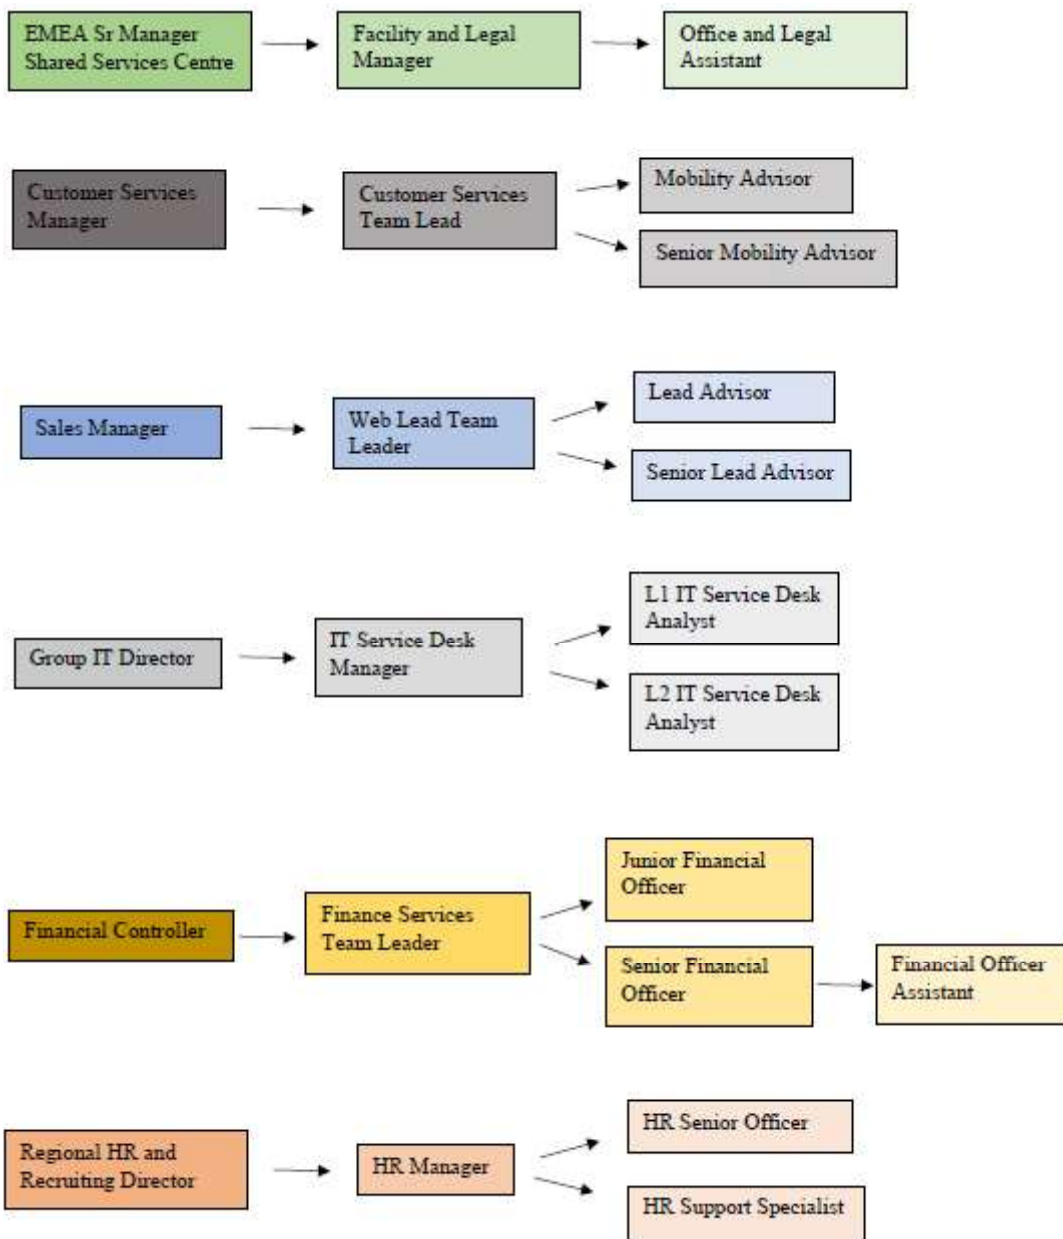 EMEA Sr Manager
Shared Services Centre
Facility and Legal
Manager
Office and Legal
Assistant
Customer Services
Manager
Customer Services
Team Lead
Mobility Advisor
Senior Mobility Advisor
Sales Manager
Web Lead Team
Leader
Lead Advisor
Senior Lead Advisor
Group IT Director
IT Service Desk
Manager
L1 IT Service Desk
Analyst
L2 IT Service Desk
Analyst
Financial Controller
Finance Services
Team Leader
Junior Financial
Officer
Senior Financial
Officer
Financial Officer
Assistant
Regional HR and
Recruiting Director
HR Manager
HR Senior Officer
HR Support Specialist